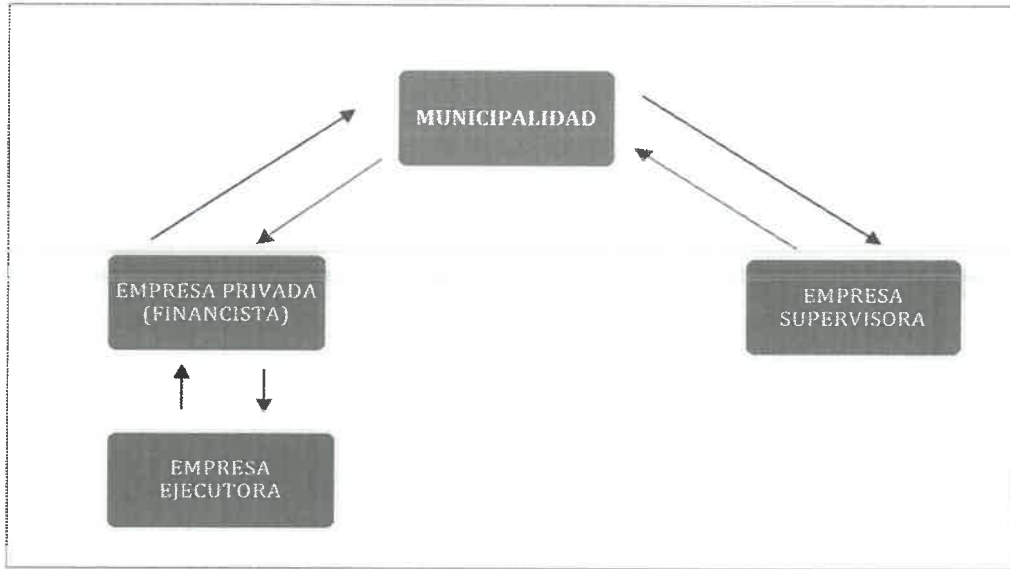 MUNICIPALIDAD
EMPRESA PRIVADA
(FINANCISTA)
EMPRESA
SUPERVISORA
EMPRESA
EJECUTORA